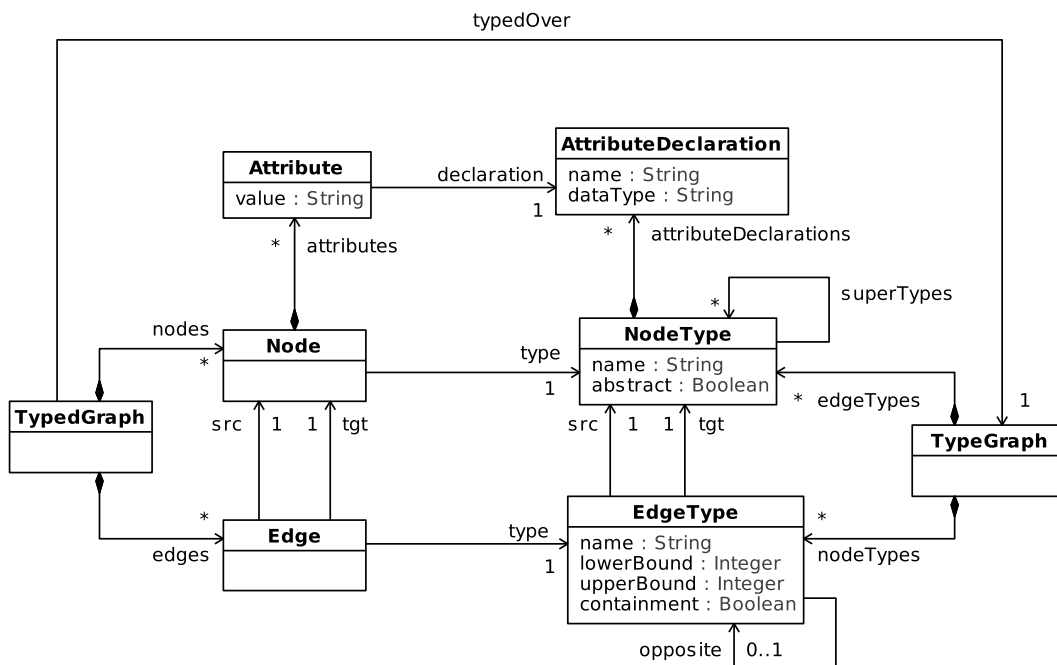 typedOver
AttributeDeclaration
name : String
dataType : String
Attribute
value : String
declaration
1
* attributes
* attributeDeclarations
superTypes
*
nodes
*
Node
type
1
NodeType
name : String
abstract : Boolean
* edgeTypes
1
TypedGraph
src 1 1 tgt
src 1 1 tgt
TypeGraph
*
edges
Edge
type
1
EdgeType
name : String
lowerBound : Integer
upperBound : Integer
containment : Boolean
*
nodeTypes
opposite 0..1